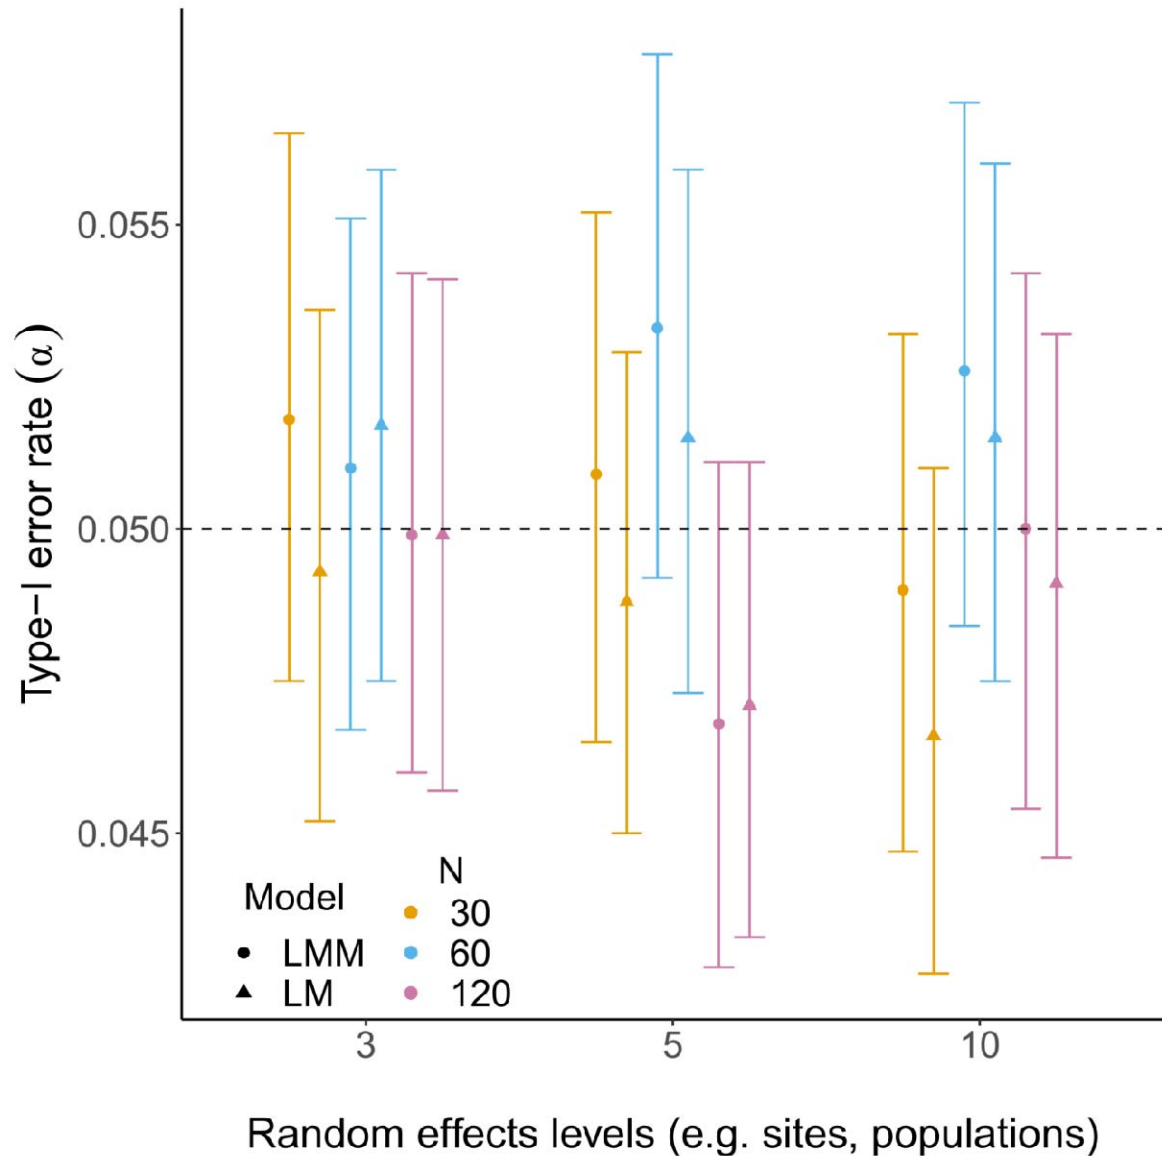 Type-I error rate (α)
0.055
0.050
0.045
Model
LMM
LM
N
30
60
120
3
5
10
Random effects levels (e.g. sites, populations)